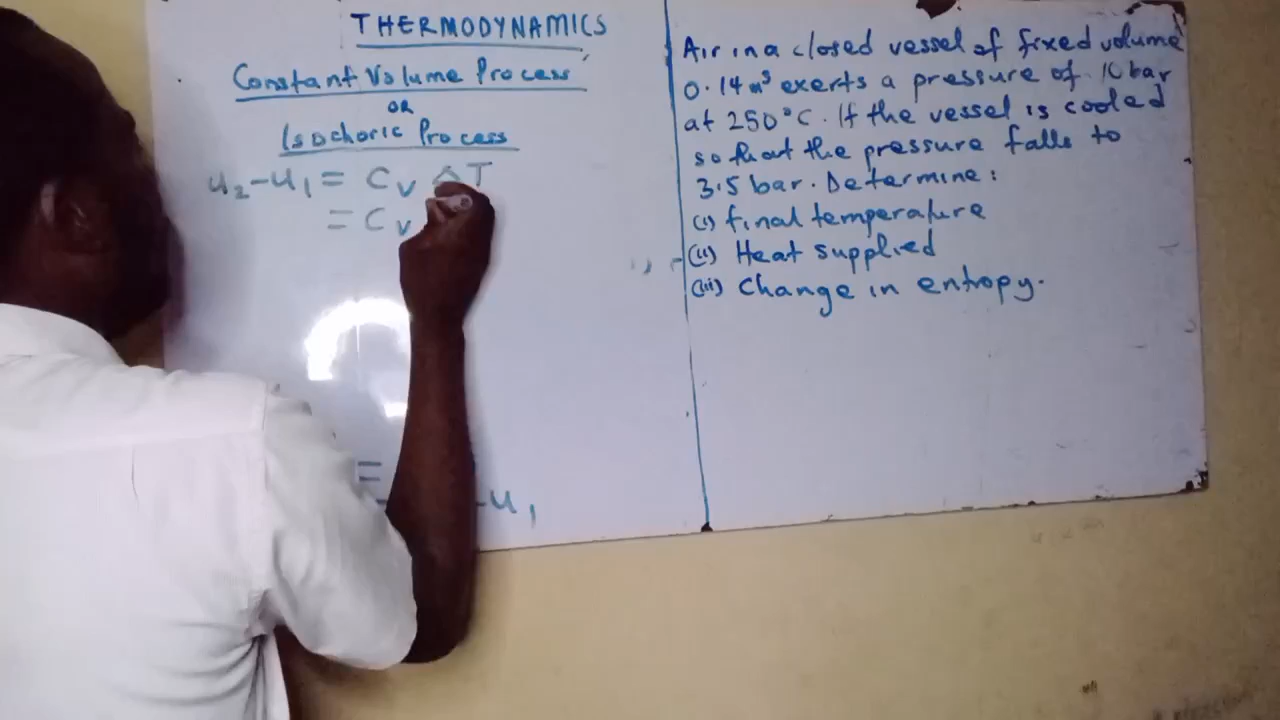 THERMODYNAMICS
Constant Volume Process
OR
Isochoric Process
u₂-u₁ = Cᵥ ΔT
= Cᵥ
=
-u₁
Air in a closed vessel of fixed volume
0.14m³ exerts a pressure of 10 bar
at 250°C. If the vessel is cooled
so that the pressure falls to
3.5 bar. Determine:
(i) final temperature
(ii) Heat supplied
(iii) Change in entropy.